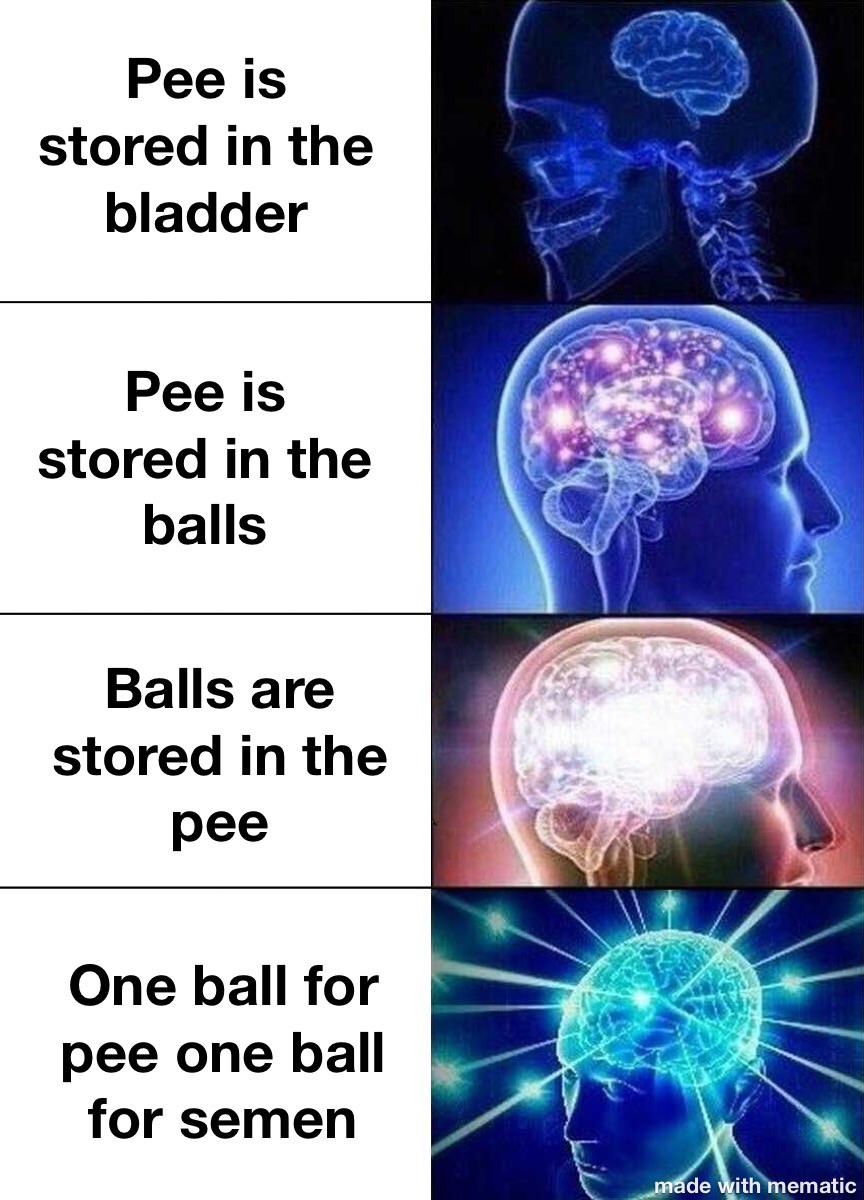 Pee is
stored in the
bladder
Pee is
stored in the
balls
Balls are
stored in the
pee
One ball for
pee one ball
for semen
made with mematic